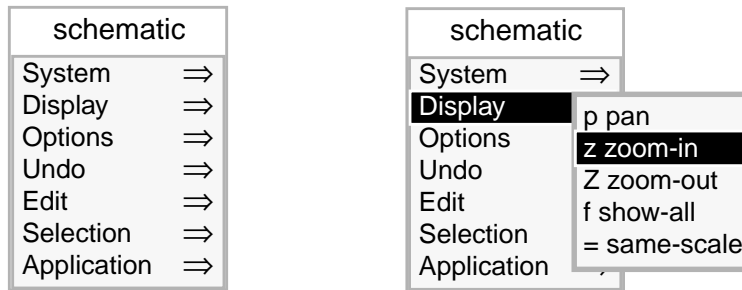 schematic
System ⇒
Display ⇒
Options ⇒
Undo ⇒
Edit ⇒
Selection ⇒
Application ⇒
schematic
System ⇒
Display
Options
Undo
Edit
Selection
Application
p pan
z zoom-in
Z zoom-out
f show-all
= same-scale